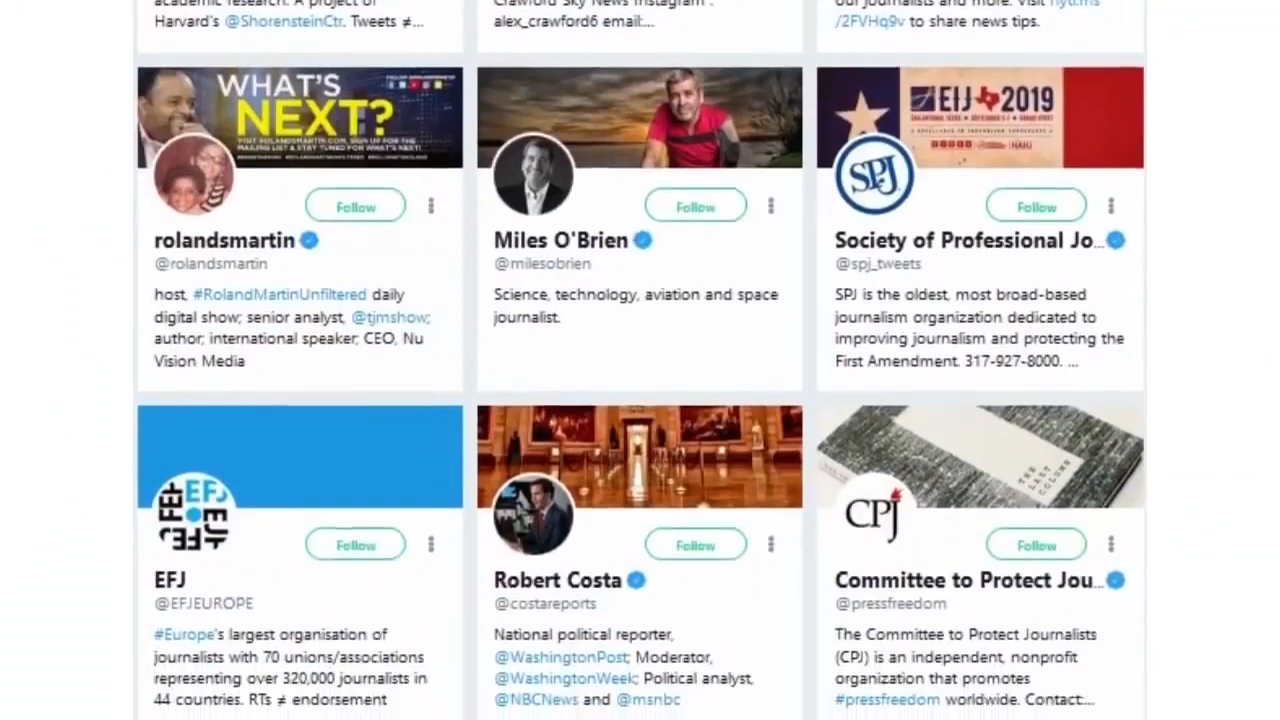 academic research. A project of
Harvard's @ShorensteinCtr. Tweets ≠...
Crawford Sky News Instagram :
alex_crawford6 email:...
our journalists and more. Visit nyti.ms
/2FVHq9v to share news tips.
WHAT'S
NEXT?
Follow
rolandsmartin
@rolandsmartin
host, #RolandMartinUnfiltered daily
digital show; senior analyst, @tjmshow;
author; international speaker; CEO, Nu
Vision Media
Follow
Miles O'Brien
@milesobrien
Science, technology, aviation and space
journalist.
EIJ 2019
SPJ
Follow
Society of Professional Jo...
@spj_tweets
SPJ is the oldest, most broad-based
journalism organization dedicated to
improving journalism and protecting the
First Amendment. 317-927-8000. ...
EFJ
EFJ
EFJ
EFJ
Follow
EFJ
@EFJEUROPE
#Europe's largest organisation of
journalists with 70 unions/associations
representing over 320,000 journalists in
44 countries. RTs ≠ endorsement
Follow
Robert Costa
@costareports
National political reporter,
@WashingtonPost; Moderator,
@WashingtonWeek; Political analyst,
@NBCNews and @msnbc
THE
LAST
COLUMN
CPJ
Follow
Committee to Protect Jou...
@pressfreedom
The Committee to Protect Journalists
(CPJ) is an independent, nonprofit
organization that promotes
#pressfreedom worldwide. Contact...